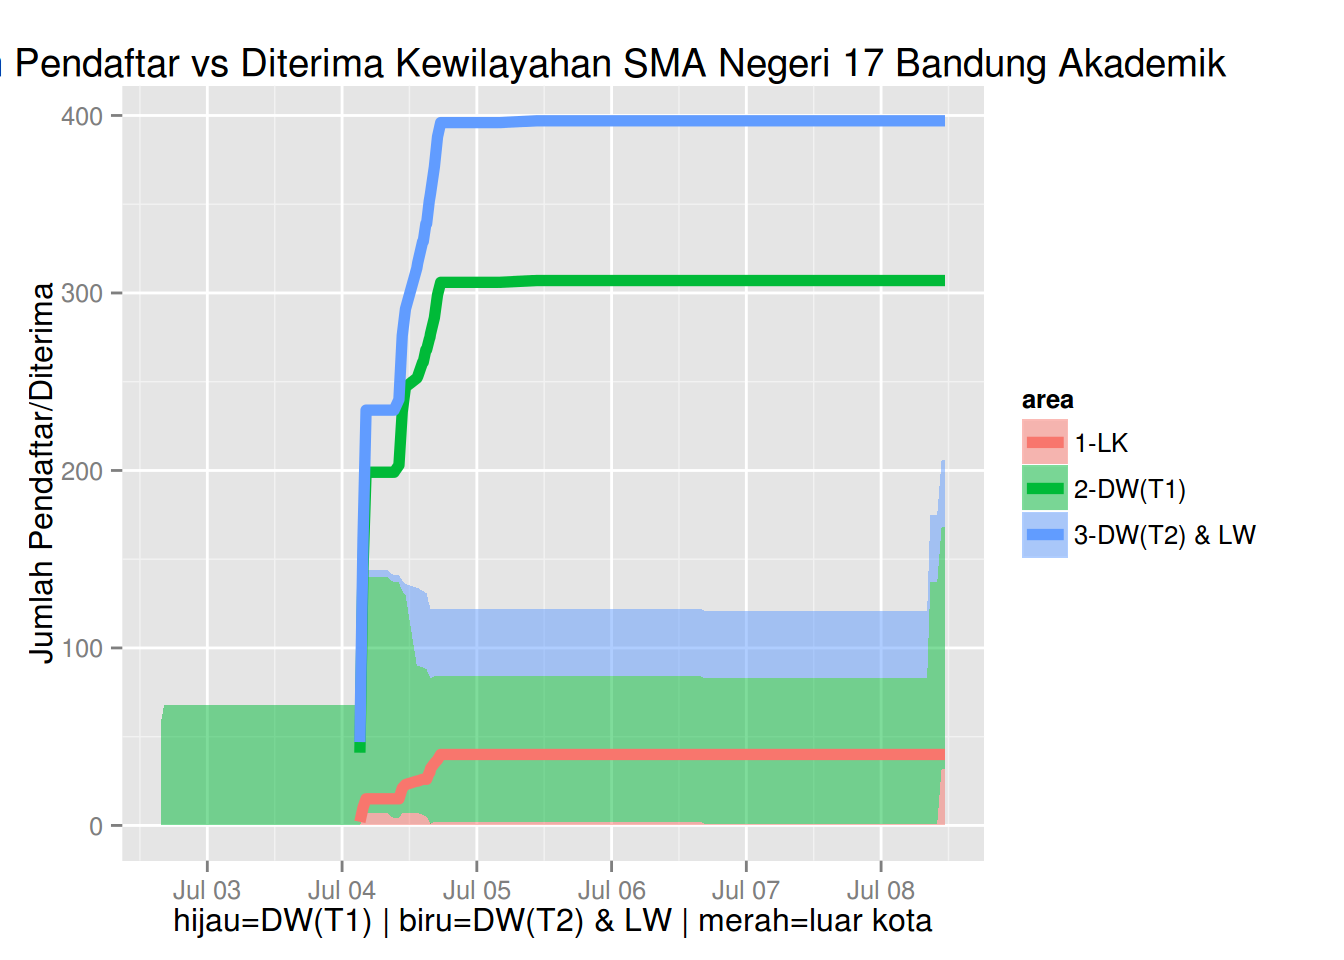 Pendaftar vs Diterima Kewilayahan SMA Negeri 17 Bandung Akademik
Jumlah Pendaftar/Diterima
400
300
200
100
0
Jul 03
Jul 04
Jul 05
Jul 06
Jul 07
Jul 08
hijau=DW(T1) | biru=DW(T2) & LW | merah=luar kota
area
1-LK
2-DW(T1)
3-DW(T2) & LW